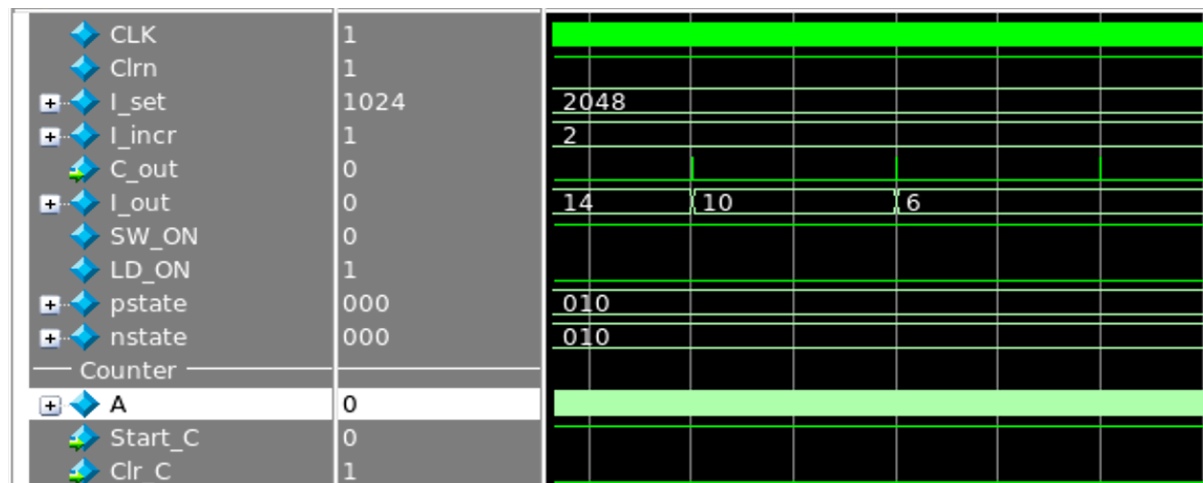 CLK 1
Clrn 1
I_set 1024 2048
I_incr 1 2
C_out 0
I_out 0 14 10 6
SW_ON 0
LD_ON 1
pstate 000 010
nstate 000 010
Counter
A 0
Start_C 0
Clr_C 1